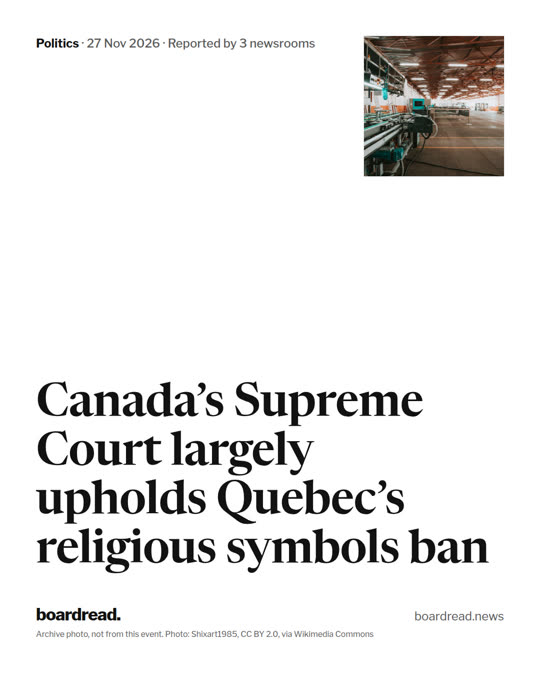 Politics · 27 Nov 2026 · Reported by 3 newsrooms
Canada’s Supreme
Court largely
upholds Quebec’s
religious symbols ban
boardread.
boardread.news
Archive photo, not from this event. Photo: Shixart1985, CC BY 2.0, via Wikimedia Commons